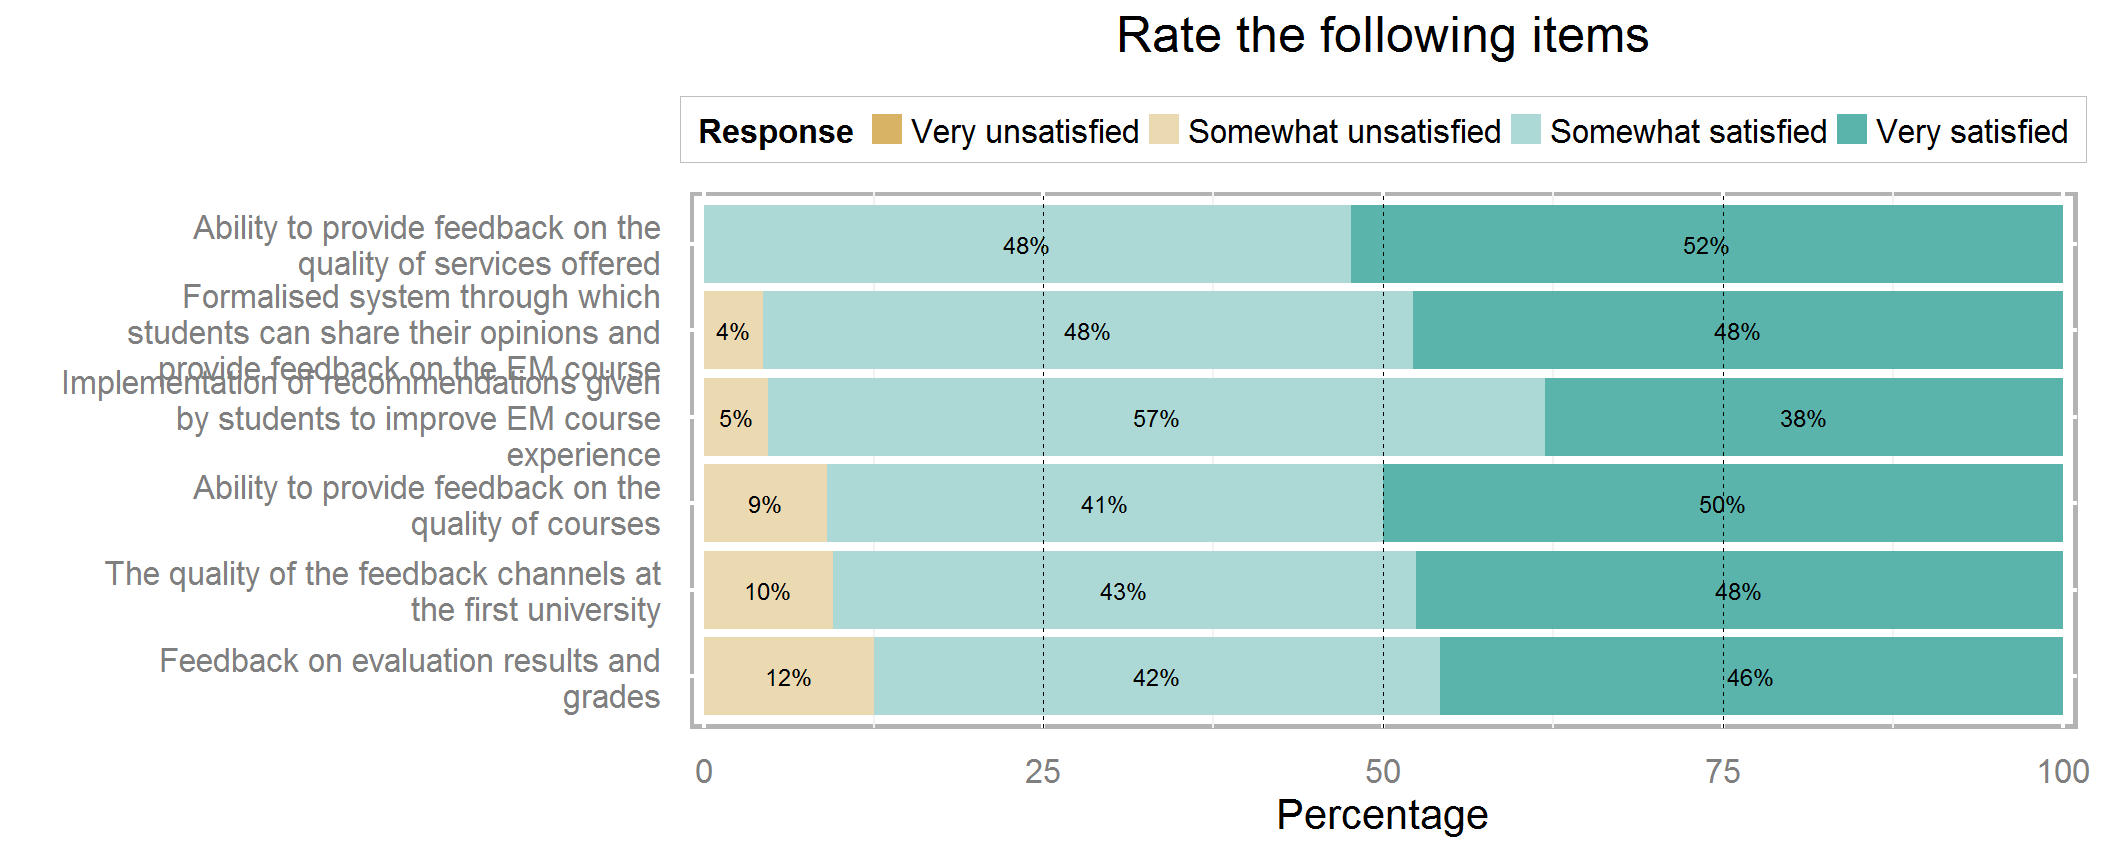 Rate the following items
Response Very unsatisfied Somewhat unsatisfied Somewhat satisfied Very satisfied
Ability to provide feedback on the
quality of services offered
48% 52%
Formalised system through which
students can share their opinions and
provide feedback on the EM course
4% 48% 48%
Implementation of recommendations given
by students to improve EM course
experience
5% 57% 38%
Ability to provide feedback on the
quality of courses
9% 41% 50%
The quality of the feedback channels at
the first university
10% 43% 48%
Feedback on evaluation results and
grades
12% 42% 46%
0 25 50 75 100
Percentage